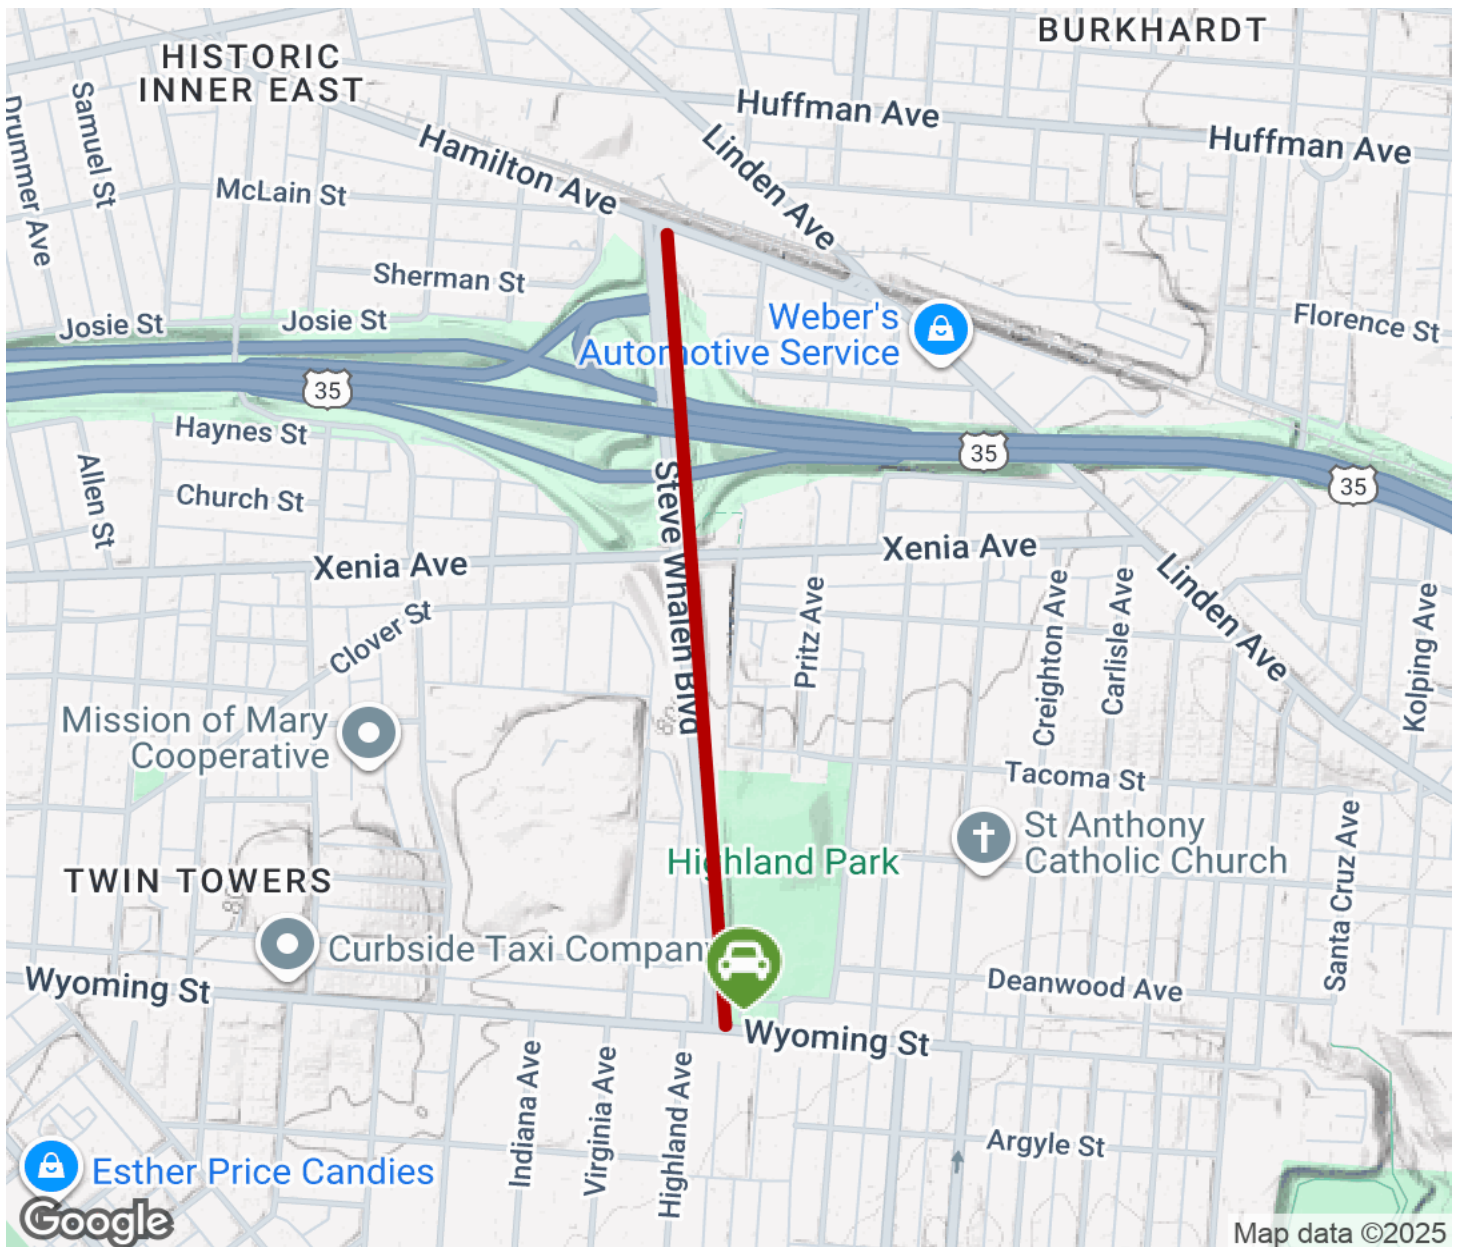 BURKHARDT
HISTORIC
INNER EAST
Huffman Ave
Huffman Ave
Samuel St
Drummer Ave
Hamilton Ave
Linden Ave
McLain St
Sherman St
Josie St
Josie St
Weber's
Automotive Service
Florence St
35
35
35
Haynes St
Allen St
Church St
Steve Whalen Blvd
Xenia Ave
Xenia Ave
Linden Ave
Clover St
Pritz Ave
Creighton Ave
Carlisle Ave
Kolping Ave
Mission of Mary
Cooperative
Tacoma St
St Anthony
Catholic Church
Santa Cruz Ave
Highland Park
TWIN TOWERS
Curbside Taxi Company
Wyoming St
Deanwood Ave
Wyoming St
Indiana Ave
Virginia Ave
Highland Ave
Argyle St
Esther Price Candies
Google
Map data ©2025